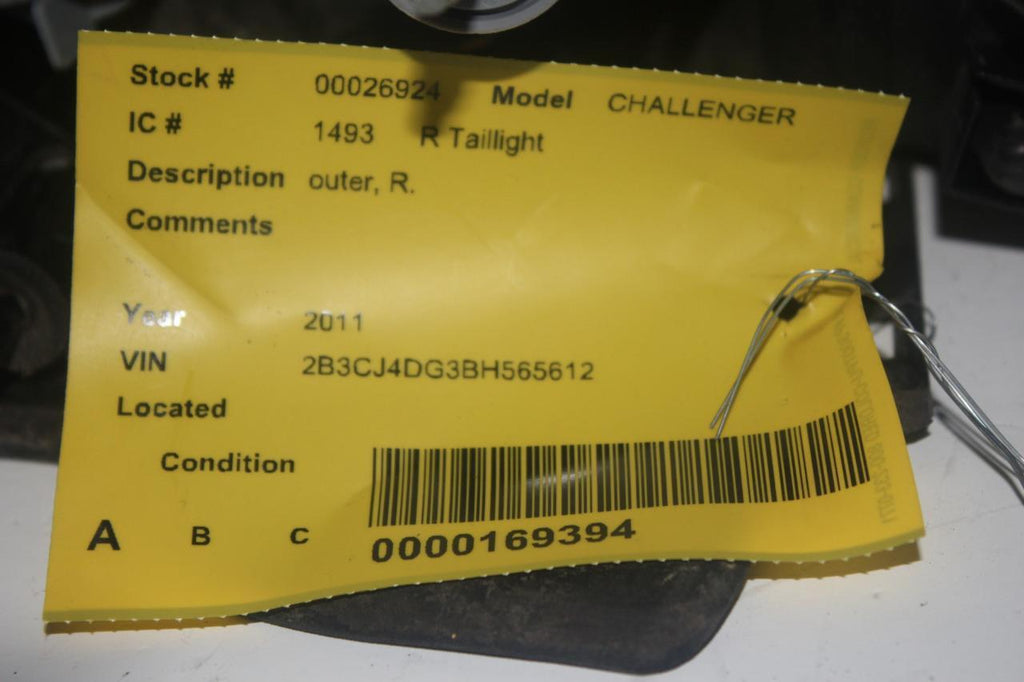 Stock # 00026924 Model CHALLENGER
IC # 1493 R Taillight
Description outer, R.
Comments
Year 2011
VIN 2B3CJ4DG3BH565612
Located
Condition
A B C
0000169394